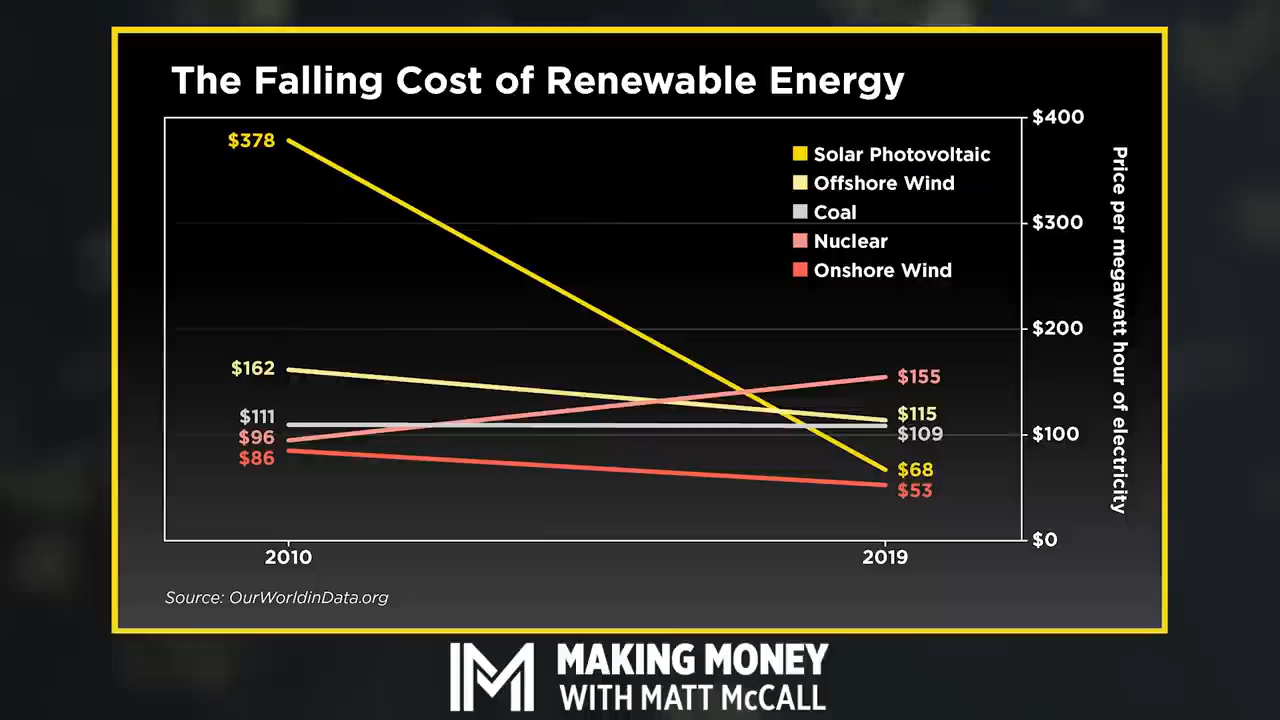 The Falling Cost of Renewable Energy
$400
$378
Solar Photovoltaic
Offshore Wind
$300
Coal
Nuclear
Onshore Wind
$200
$162
$155
$111
$115
$96
$109
$100
$86
$68
$53
$0
Price per megawatt hour of electricity
2010
2019
Source: OurWorldinData.org
MAKING MONEY
WITH MATT McCALL